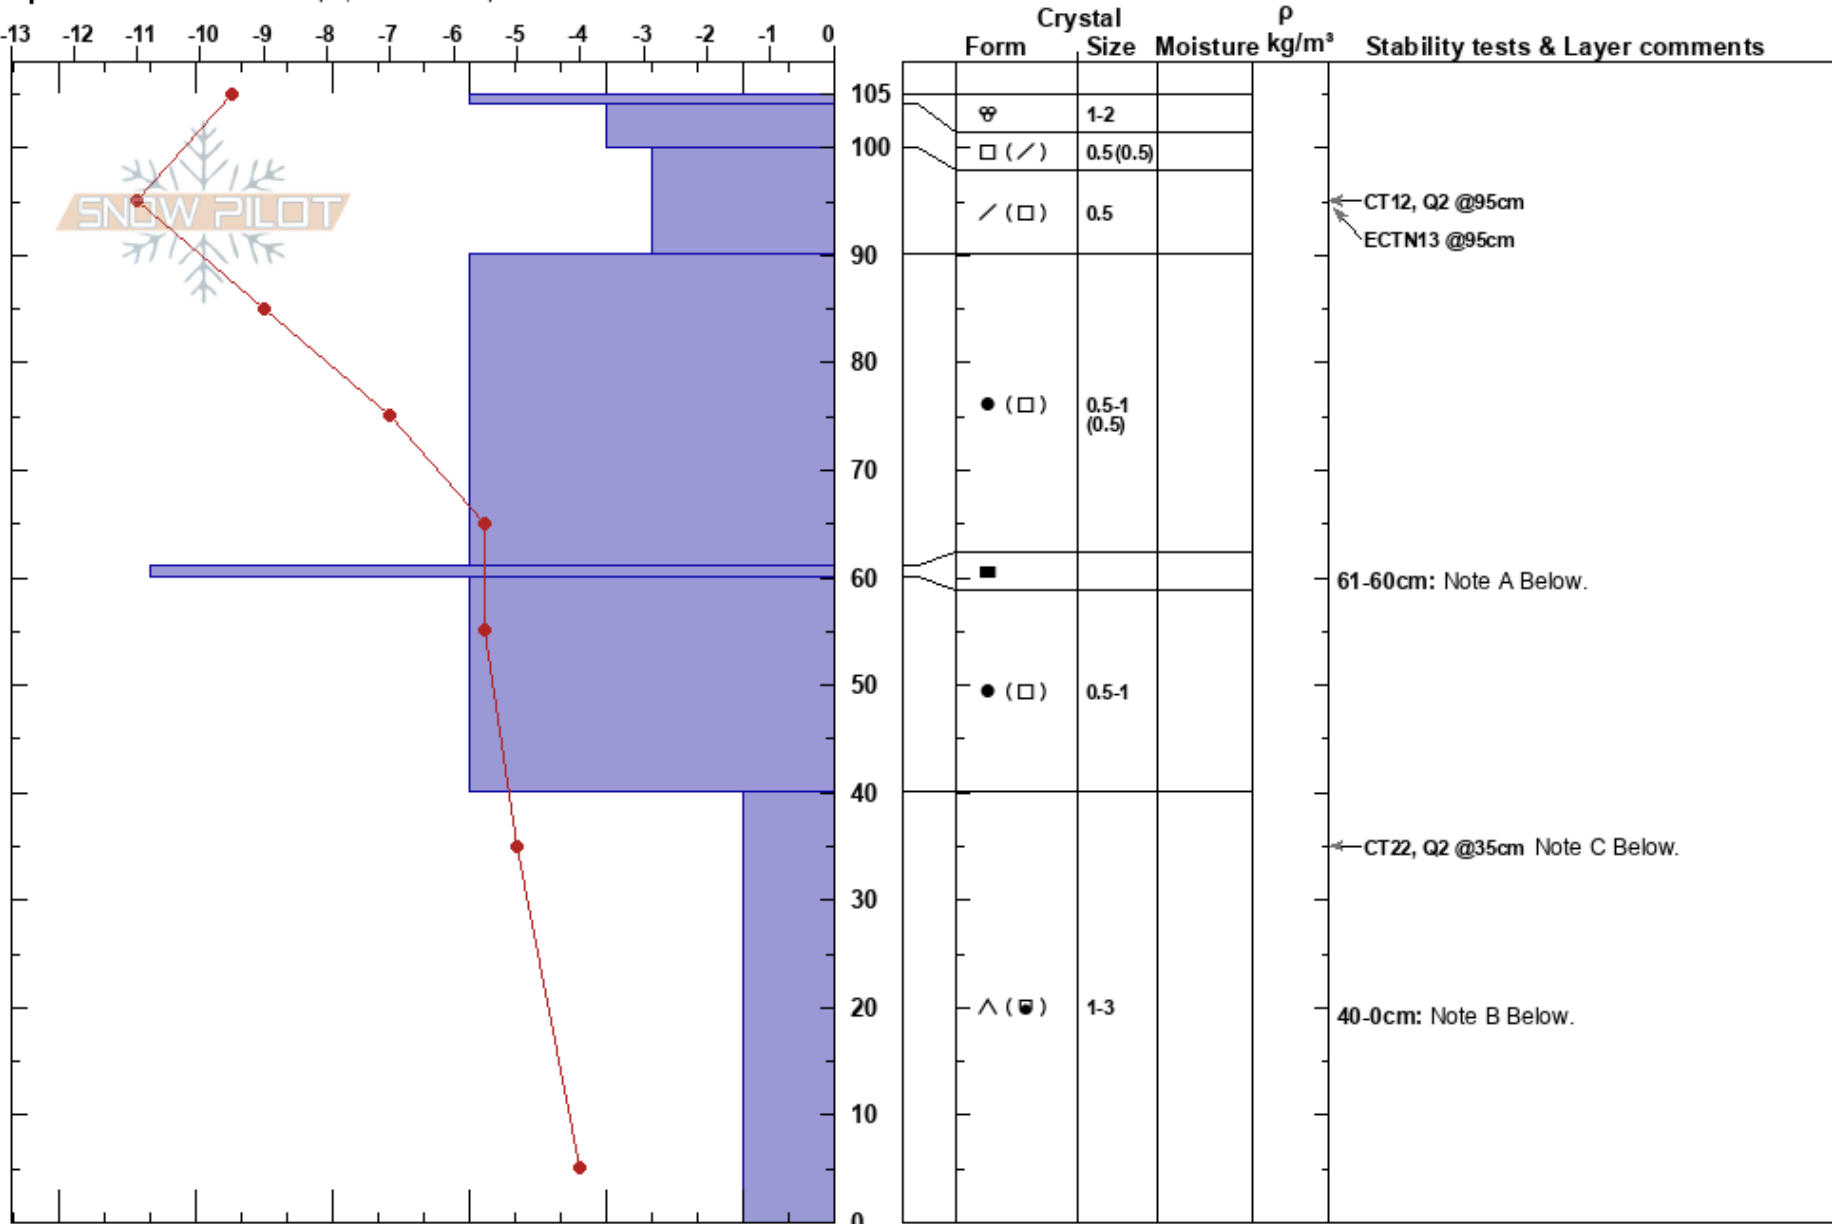 Crystal ρ
-13 -12 -11 -10 -9 -8 -7 -6 -5 -4 -3 -2 -1 0 Form Size Moisture kg/m³ Stability tests & Layer comments
105
1-2
100
0.5(0.5)
SNOW PILOT
CT12, Q2 @95cm
0.5
ECTN13 @95cm
90
80
0.5-1
(0.5)
70
60
61-60cm: Note A Below.
50
0.5-1
40
CT22, Q2 @35cm Note C Below.
30
20
1-3
40-0cm: Note B Below.
10
0